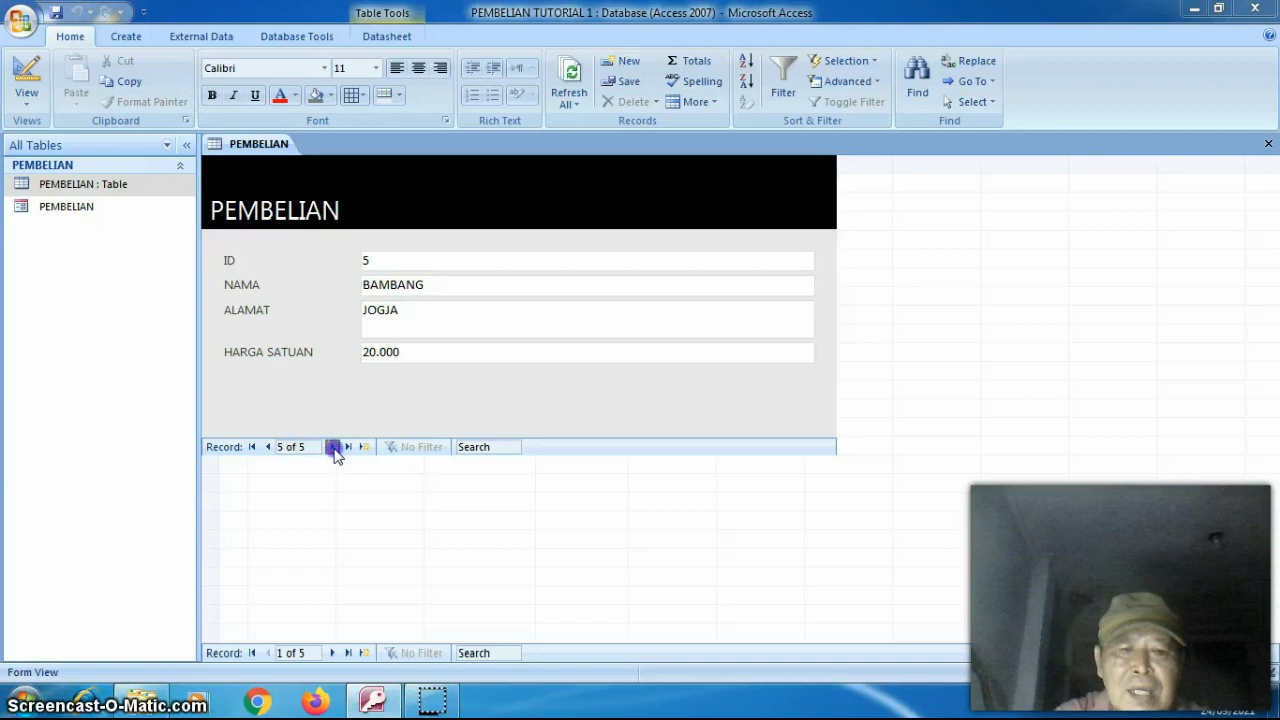 Table Tools
PEMBELIAN TUTORIAL 1 : Database (Access 2007) - Microsoft Access
Home Create External Data Database Tools Datasheet
View
Views
Paste
Cut
Copy
Format Painter
Clipboard
Calibri 11
B I U A
Font
Rich Text
Refresh
All
New
Save
Delete
Σ Totals
Spelling
More
Records
Filter
Selection
Advanced
Toggle Filter
Sort & Filter
Find
Replace
Go To
Select
Find
All Tables
PEMBELIAN
PEMBELIAN : Table
PEMBELIAN
PEMBELIAN
PEMBELIAN
ID 5
NAMA BAMBANG
ALAMAT JOGJA
HARGA SATUAN 20.000
Record: 5 of 5 No Filter Search
Record: 1 of 5 No Filter Search
Form View
Screencast-O-Matic.com
24/09/2021